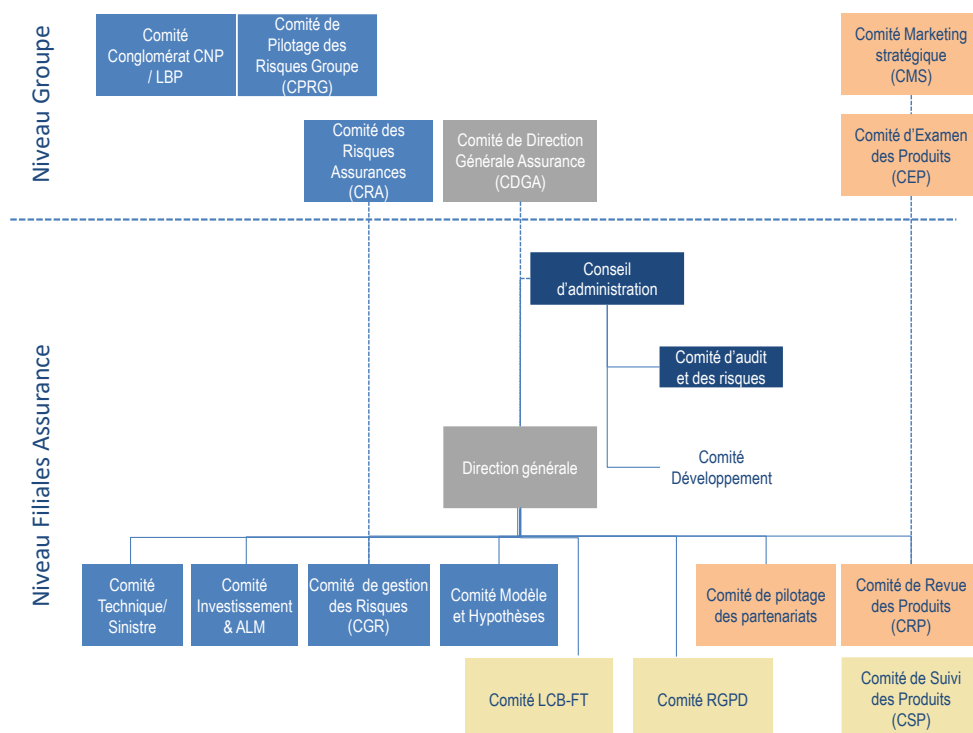 Niveau Groupe
Comité
Conglomérat CNP
/ LBP
Comité de
Pilotage des
Risques Groupe
(CPRG)
Comité Marketing
stratégique
(CMS)
Comité des
Risques
Assurances
(CRA)
Comité de Direction
Générale Assurance
(CDGA)
Comité d'Examen
des Produits
(CEP)
Niveau Filiales Assurance
Conseil
d'administration
Comité d'audit
et des risques
Direction générale
Comité
Développement
Comité
Technique/
Sinistre
Comité
Investissement
& ALM
Comité de gestion
des Risques
(CGR)
Comité Modèle
et Hypothèses
Comité de pilotage
des partenariats
Comité de Revue
des Produits
(CRP)
Comité LCB-FT
Comité RGPD
Comité de Suivi
des Produits
(CSP)